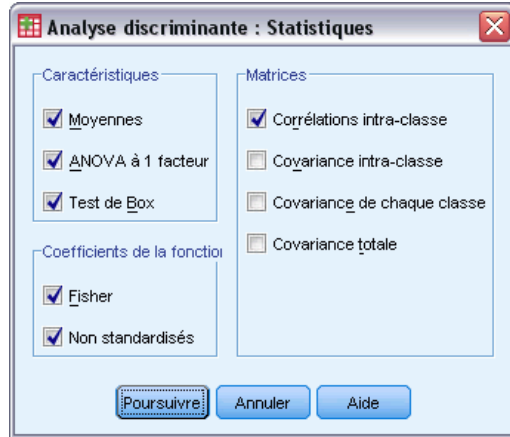 Analyse discriminante : Statistiques
Caractéristiques
Moyennes
ANOVA à 1 facteur
Test de Box
Coefficients de la fonction
Fisher
Non standardisés
Matrices
Corrélations intra-classe
Covariance intra-classe
Covariance de chaque classe
Covariance totale
Poursuivre
Annuler
Aide